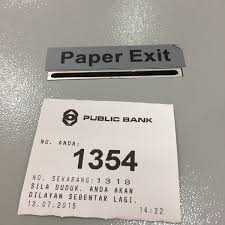 Paper Exit
PUBLIC BANK
NO. ANDA:
1354
NO. SEKARANG:1318
SILA DUDUK. ANDA AKAN
DILAYAN SEBENTAR LAGI.
13.07.2015 14:22